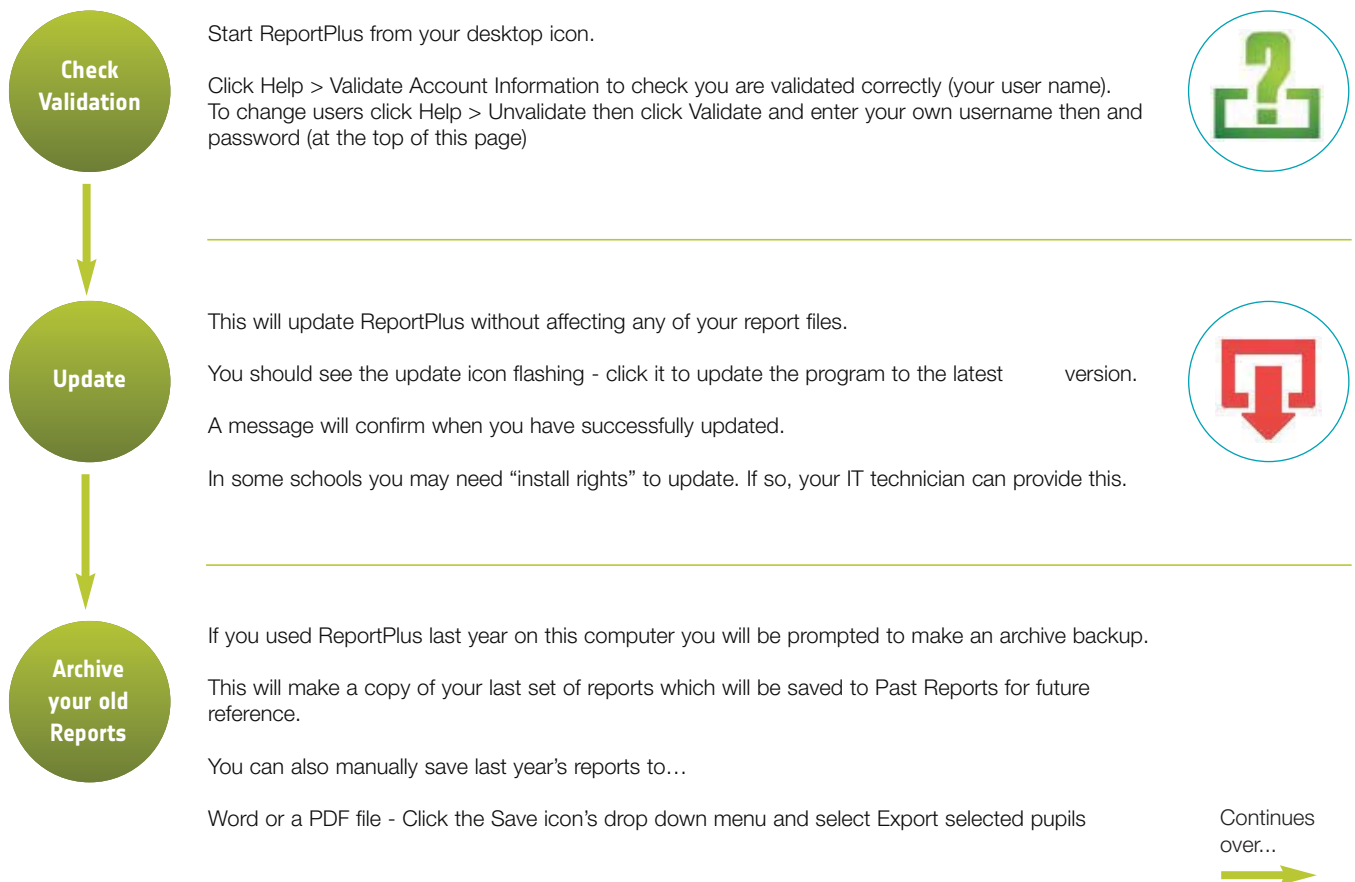 Check
Validation
Start ReportPlus from your desktop icon.
Click Help > Validate Account Information to check you are validated correctly (your user name).
To change users click Help > Unvalidate then click Validate and enter your own username then and
password (at the top of this page)
Update
This will update ReportPlus without affecting any of your report files.
You should see the update icon flashing - click it to update the program to the latest version.
A message will confirm when you have successfully updated.
In some schools you may need “install rights” to update. If so, your IT technician can provide this.
Archive
your old
Reports
If you used ReportPlus last year on this computer you will be prompted to make an archive backup.
This will make a copy of your last set of reports which will be saved to Past Reports for future
reference.
You can also manually save last year’s reports to…
Word or a PDF file - Click the Save icon’s drop down menu and select Export selected pupils
Continues
over...